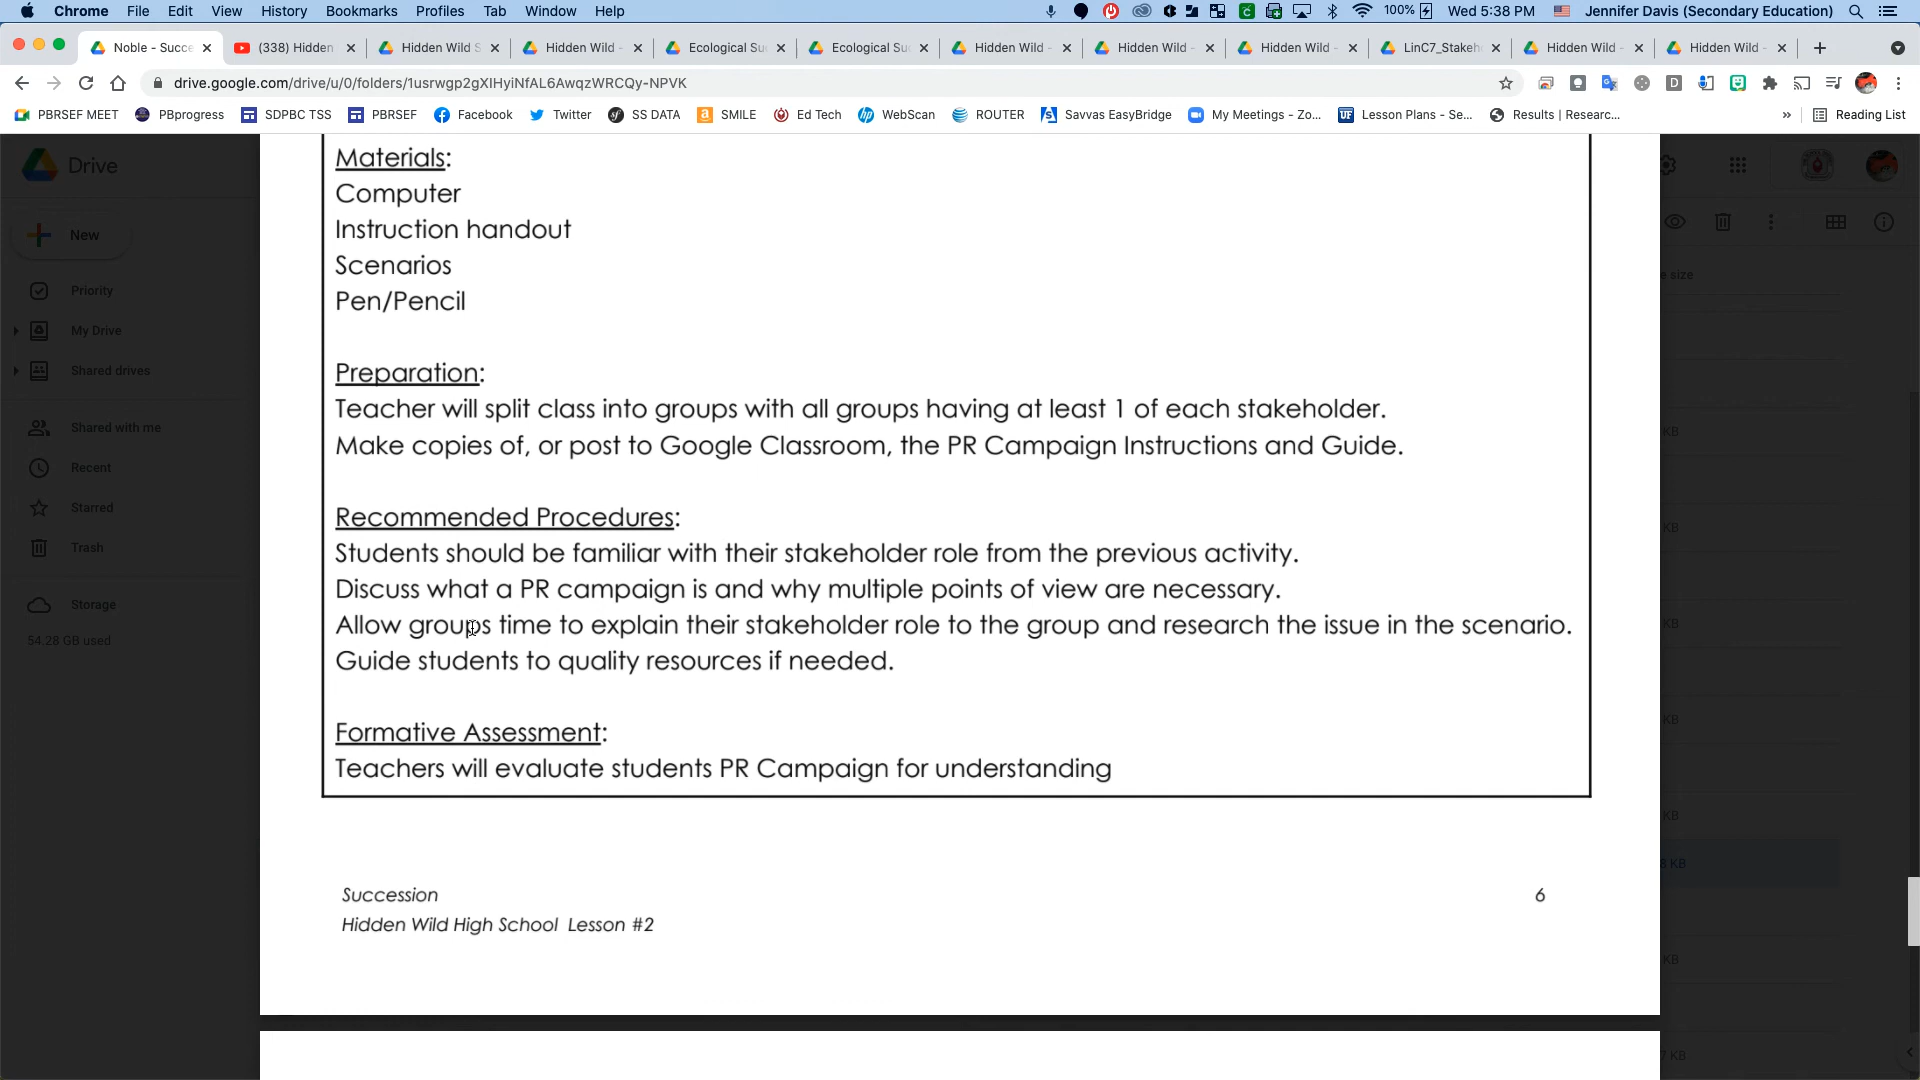 Chrome File Edit View History Bookmarks Profiles Tab Window Help 100% Wed 5:38 PM Jennifer Davis (Secondary Education)
Noble - Succe (338) Hidden Hidden Wild S Hidden Wild - Ecological Su Ecological Su Hidden Wild - Hidden Wild - Hidden Wild - LinC7_Stakeh Hidden Wild - Hidden Wild -
drive.google.com/drive/u/0/folders/1usrwgp2gXIHyiNfAL6AwqzWRCQy-NPVK
PBRSEF MEET PBprogress SDPBC TSS PBRSEF Facebook Twitter SS DATA SMILE Ed Tech WebScan ROUTER Savvas EasyBridge My Meetings - Zo... Lesson Plans - Se... Results | Researc... » Reading List
Drive
New
Priority
My Drive
Shared drives
Shared with me
Recent
Starred
Trash
Storage
54.28 GB used
Materials:
Computer
Instruction handout
Scenarios
Pen/Pencil
Preparation:
Teacher will split class into groups with all groups having at least 1 of each stakeholder.
Make copies of, or post to Google Classroom, the PR Campaign Instructions and Guide.
Recommended Procedures:
Students should be familiar with their stakeholder role from the previous activity.
Discuss what a PR campaign is and why multiple points of view are necessary.
Allow groups time to explain their stakeholder role to the group and research the issue in the scenario.
Guide students to quality resources if needed.
Formative Assessment:
Teachers will evaluate students PR Campaign for understanding
Succession 6
Hidden Wild High School Lesson #2
e size
KB
KB
KB
KB
KB
KB
KB
KB